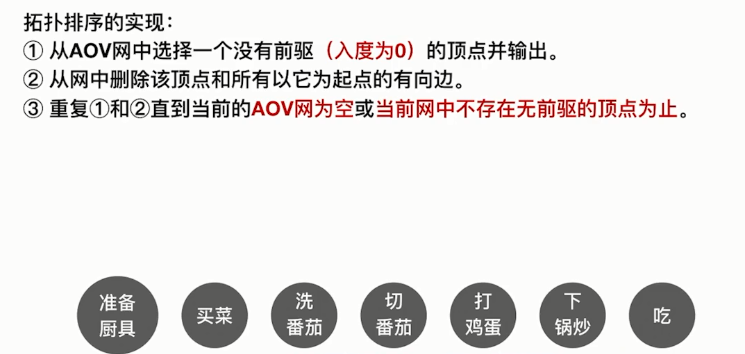 拓扑排序的实现：
① 从AOV网中选择一个没有前驱（入度为0）的顶点并输出。
② 从网中删除该顶点和所有以它为起点的有向边。
③ 重复①和②直到当前的AOV网为空或当前网中不存在无前驱的顶点为止。
准备
厨具
买菜
洗
番茄
切
番茄
打
鸡蛋
下
锅炒
吃